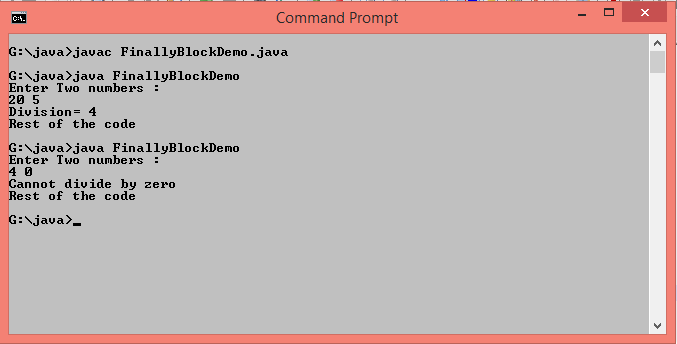 Command Prompt
G:\java>javac FinallyBlockDemo.java
G:\java>java FinallyBlockDemo
Enter Two numbers :
20 5
Division= 4
Rest of the code
G:\java>java FinallyBlockDemo
Enter Two numbers :
4 0
Cannot divide by zero
Rest of the code
G:\java>_